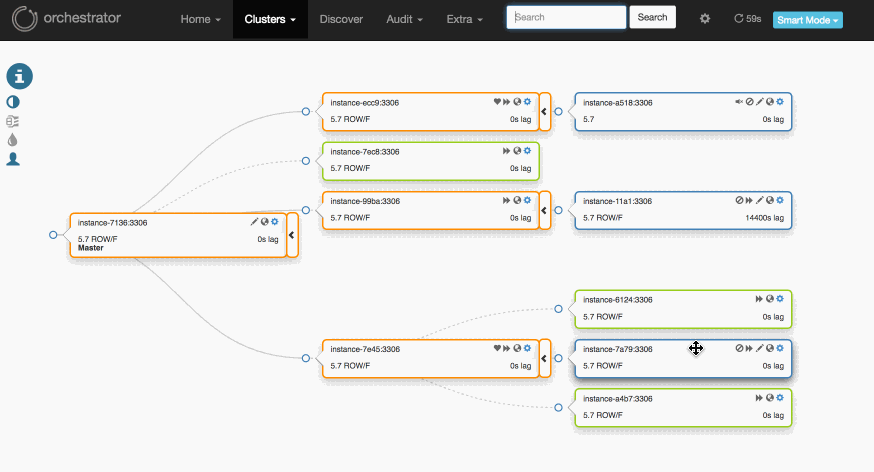 orchestrator
Home
Clusters
Discover
Audit
Extra
Search
Search
59s
Smart Mode
instance-ecc9:3306
5.7 ROW/F
0s lag
instance-a518:3306
5.7
0s lag
instance-7ec8:3306
5.7 ROW/F
0s lag
instance-99ba:3306
5.7 ROW/F
0s lag
instance-11a1:3306
5.7 ROW/F
14400s lag
instance-7136:3306
5.7 ROW/F
0s lag
Master
instance-6124:3306
5.7 ROW/F
0s lag
instance-7e45:3306
5.7 ROW/F
0s lag
instance-7a79:3306
5.7 ROW/F
0s lag
instance-a4b7:3306
5.7 ROW/F
0s lag